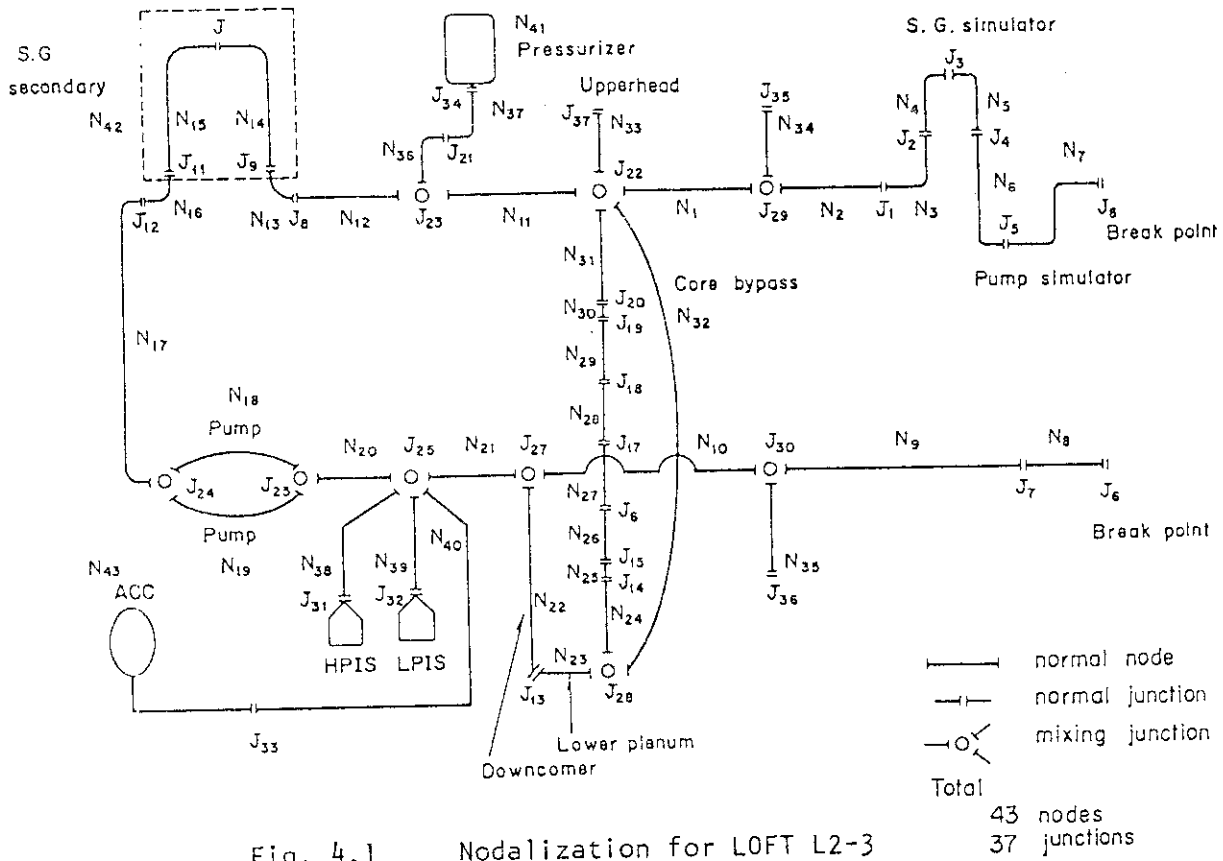 J
N41
Pressurizer
S.G
secondary
S. G. simulator
J3
Upperhead
J34
N37
J37
N33
J35
N34
N4
N5
N42
N15
N14
J2
J4
N7
N36
J21
J11
J9
J22
N6
J12
N16
N13
J8
N12
J23
N11
N1
J29
N2
J1
N3
J5
J6
Break point
Pump simulator
N31
Core bypass
N32
N30
J20
J19
N17
N29
J18
N18
Pump
N28
J17
N20
J25
N21
J27
N10
J30
N9
N8
J24
J23
J7
J6
Break point
N27
J6
Pump
N19
N40
N26
J15
N38
N39
N25
J14
N35
J36
N43
ACC
J31
J32
N22
N24
HPIS
LPIS
N23
J13
J28
J33
Lower planum
Downcomer
normal node
normal junction
mixing junction
Total
43 nodes
37 junctions
Fig. 4.1 Nodalization for LOFT L2-3